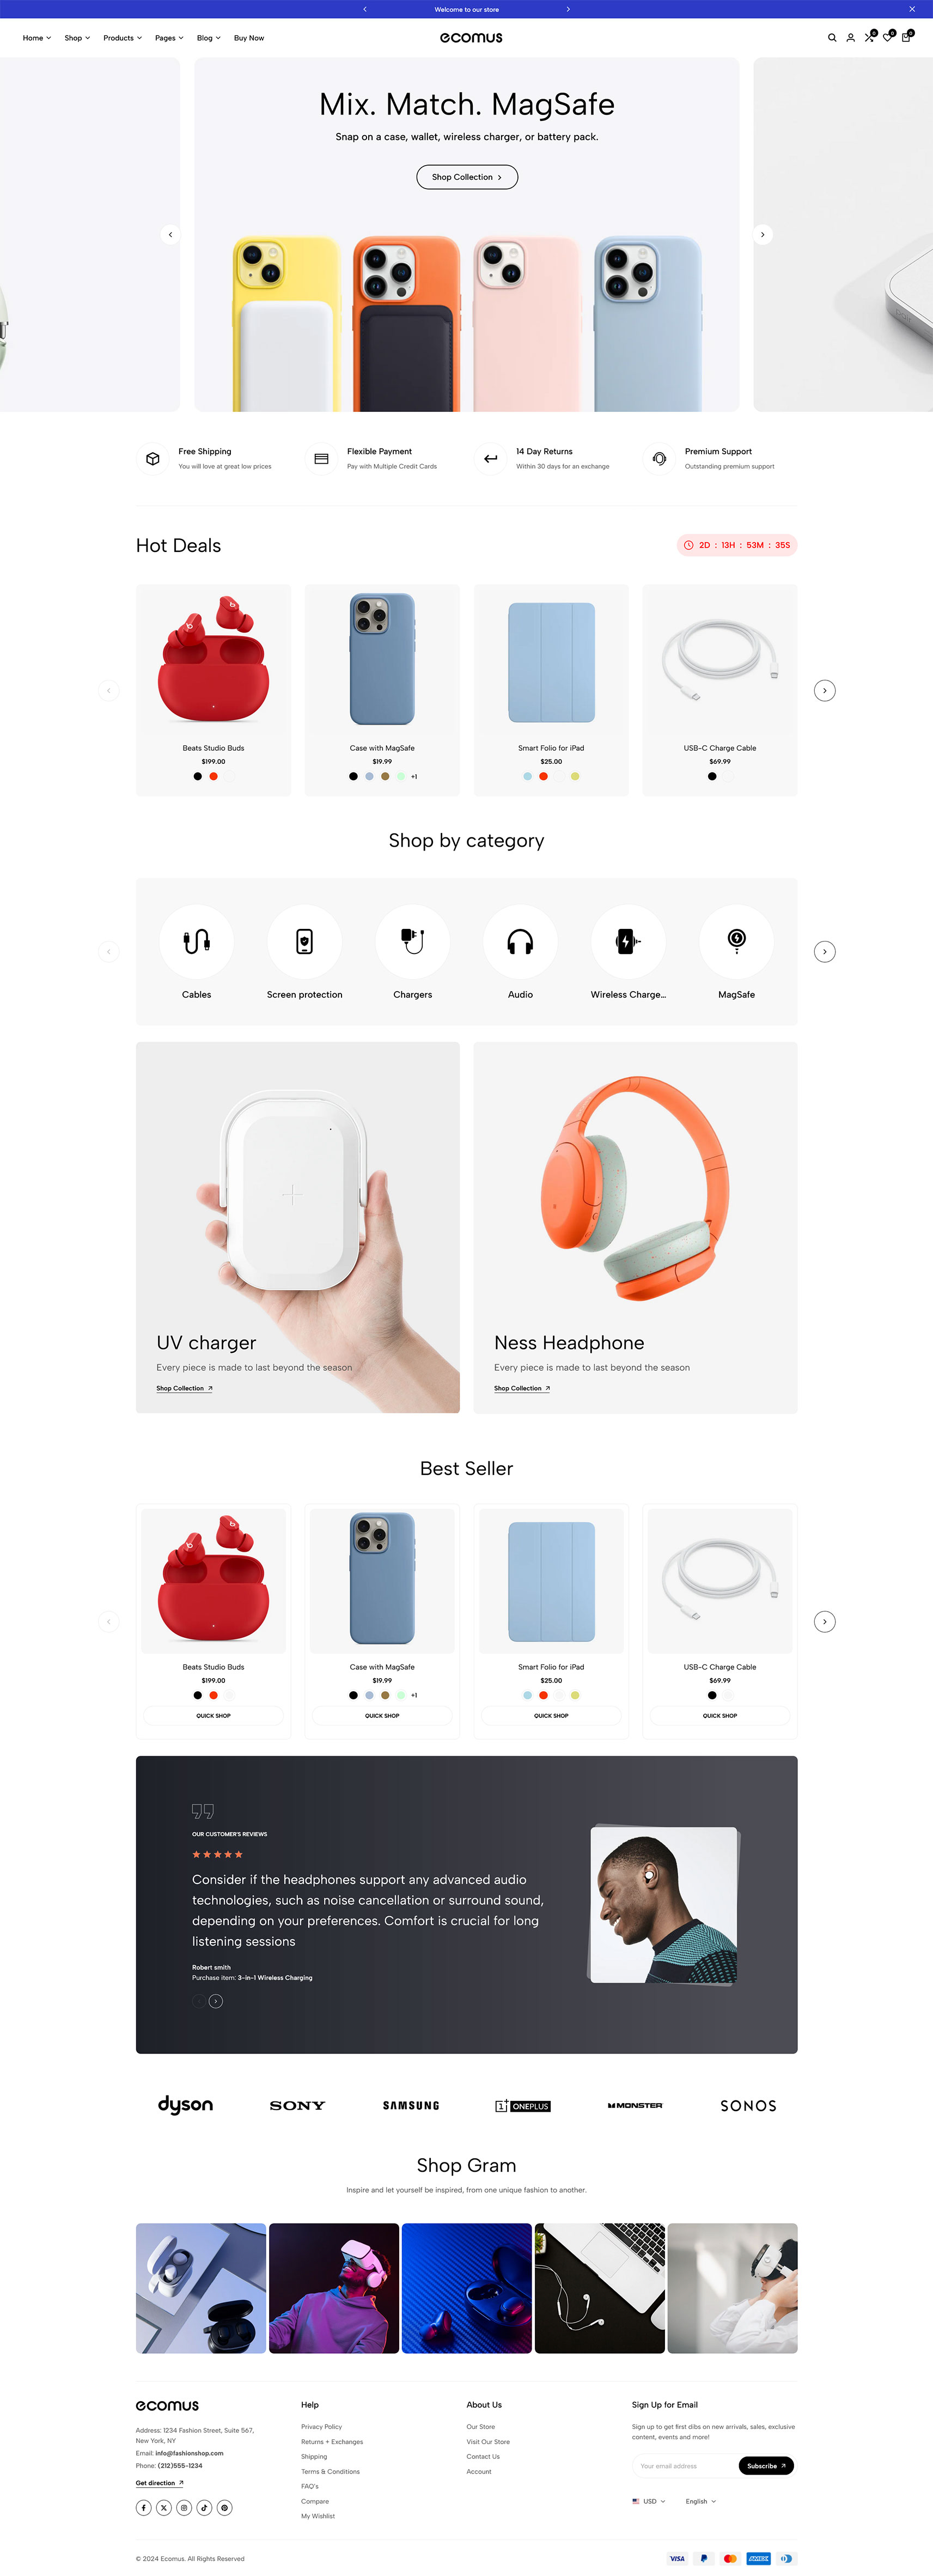 Welcome to our store
Home Shop Products Pages Blog Buy Now
ecomus
0 0 0
Mix. Match. MagSafe
Snap on a case, wallet, wireless charger, or battery pack.
Shop Collection
Free Shipping
You will love at great low prices
Flexible Payment
Pay with Multiple Credit Cards
14 Day Returns
Within 30 days for an exchange
Premium Support
Outstanding premium support
Hot Deals
2D : 13H : 53M : 35S
Beats Studio Buds
$199.00
Case with MagSafe
$19.99
+1
Smart Folio for iPad
$25.00
USB-C Charge Cable
$69.99
Shop by category
Cables
Screen protection
Chargers
Audio
Wireless Charge...
MagSafe
UV charger
Every piece is made to last beyond the season
Shop Collection
Ness Headphone
Every piece is made to last beyond the season
Shop Collection
Best Seller
Beats Studio Buds
$199.00
QUICK SHOP
Case with MagSafe
$19.99
+1
QUICK SHOP
Smart Folio for iPad
$25.00
QUICK SHOP
USB-C Charge Cable
$69.99
QUICK SHOP
OUR CUSTOMER'S REVIEWS
Consider if the headphones support any advanced audio
technologies, such as noise cancellation or surround sound,
depending on your preferences. Comfort is crucial for long
listening sessions
Robert smith
Purchase item: 3-in-1 Wireless Charging
dyson
SONY
SAMSUNG
1+ ONEPLUS
MONSTER
SONOS
Shop Gram
Inspire and let yourself be inspired, from one unique fashion to another.
ecomus
Address: 1234 Fashion Street, Suite 567,
New York, NY
Email: info@fashionshop.com
Phone: (212)555-1234
Get direction
Help
Privacy Policy
Returns + Exchanges
Shipping
Terms & Conditions
FAQ's
Compare
My Wishlist
About Us
Our Store
Visit Our Store
Contact Us
Account
Sign Up for Email
Sign up to get first dibs on new arrivals, sales, exclusive
content, events and more!
Your email address
Subscribe
USD
English
© 2024 Ecomus. All Rights Reserved
VISA
AMEX